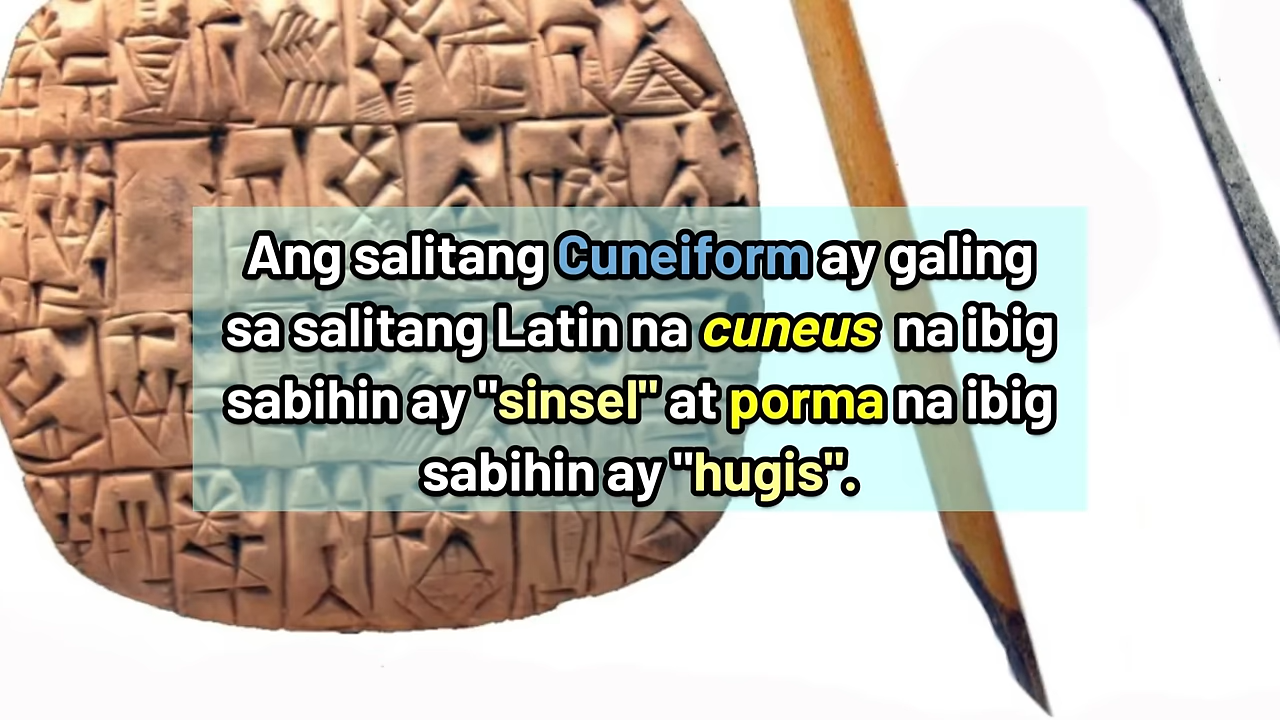 Ang salitang Cuneiform ay galing
sa salitang Latin na cuneus na ibig
sabihin ay "sinsel" at porma na ibig
sabihin ay "hugis".